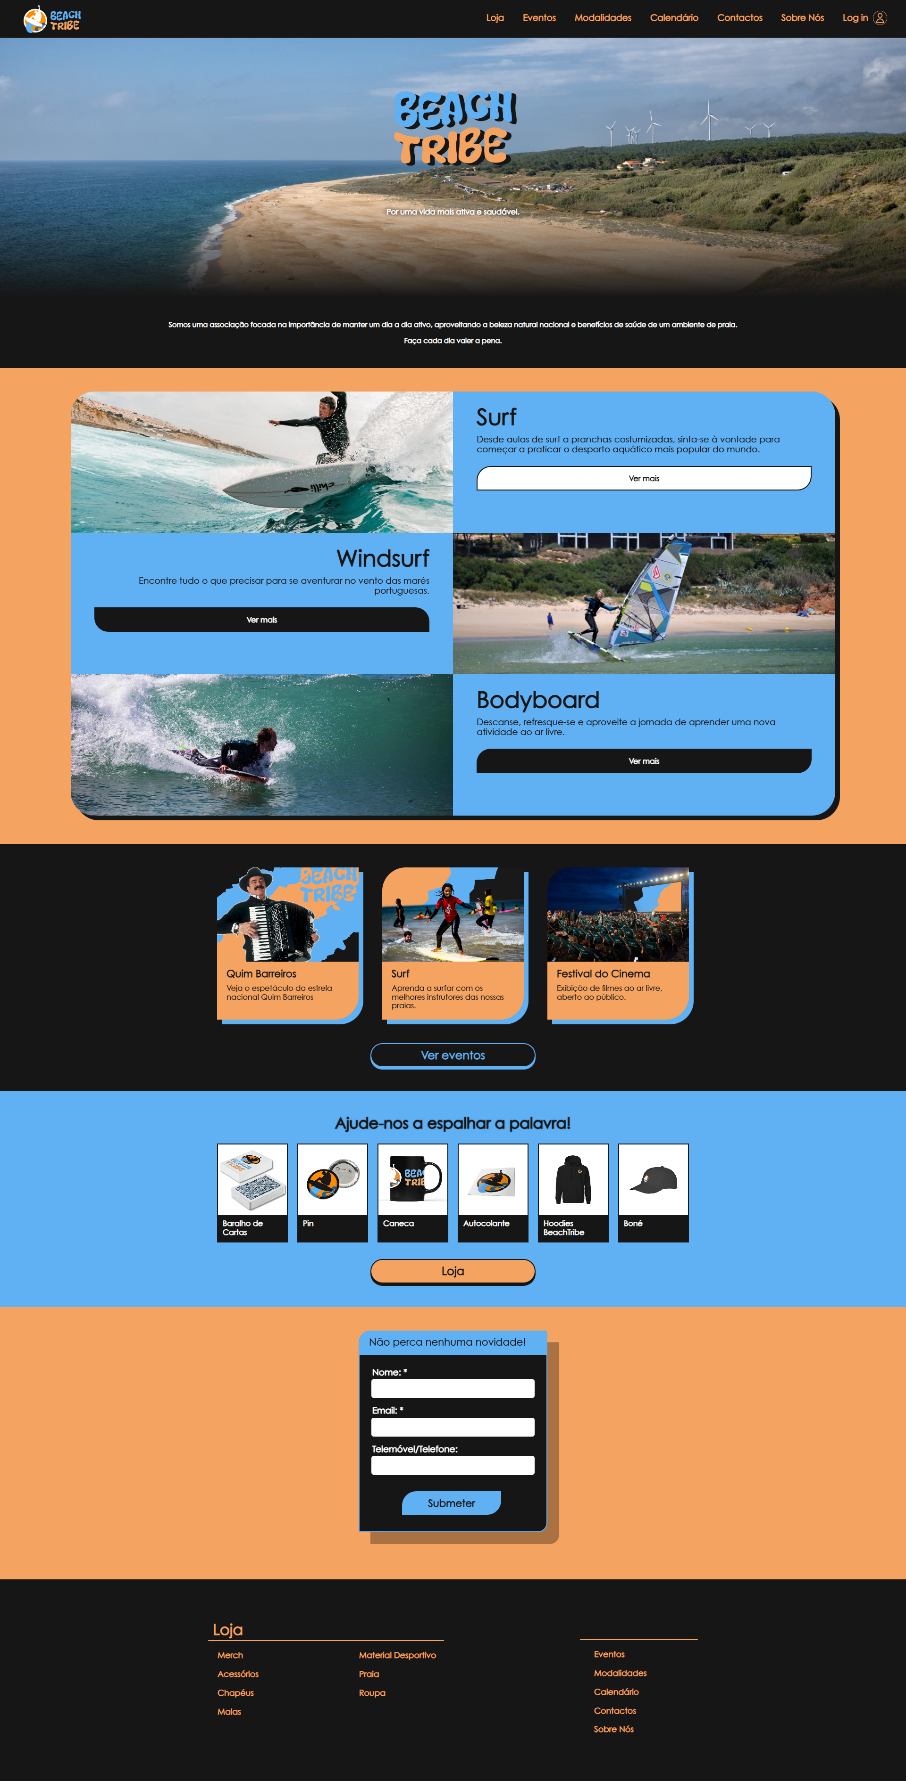 BEACH
TRIBE
Loja Eventos Modalidades Calendário Contactos Sobre Nós Log in
BEACH
TRIBE
Por uma vida mais ativa e saudável.
Somos uma associação focada na importância de manter um dia a dia ativo, aproveitando a beleza natural nacional e benefícios de saúde de um ambiente de praia.
Faça cada dia valer a pena.
Surf
Desde aulas de surf a pranchas costumizadas, sinta-se à vontade para
começar a praticar o desporto aquático mais popular do mundo.
Ver mais
Windsurf
Encontre tudo o que precisar para se aventurar no vento das marés
portuguesas.
Ver mais
Bodyboard
Descanse, refresque-se e aproveite a jornada de aprender uma nova
atividade ao ar livre.
Ver mais
BEACH
TRIBE
Quim Barreiros
Veja o espetáculo da estrela
nacional Quim Barreiros
Surf
Aprenda a surfar com os
melhores instrutores das nossas
praias.
Festival do Cinema
Exibição de filmes ao ar livre,
aberto ao público.
Ver eventos
Ajude-nos a espalhar a palavra!
BEACH
TRIBE
BEA
TRIB
Baralho de
Cartas
Pin
Caneca
Autocolante
Hoodies
BeachTribe
Boné
Loja
Não perca nenhuma novidade!
Nome: *
Email: *
Telemóvel/Telefone:
Submeter
Loja
Merch
Acessórios
Chapéus
Malas
Material Desportivo
Praia
Roupa
Eventos
Modalidades
Calendário
Contactos
Sobre Nós